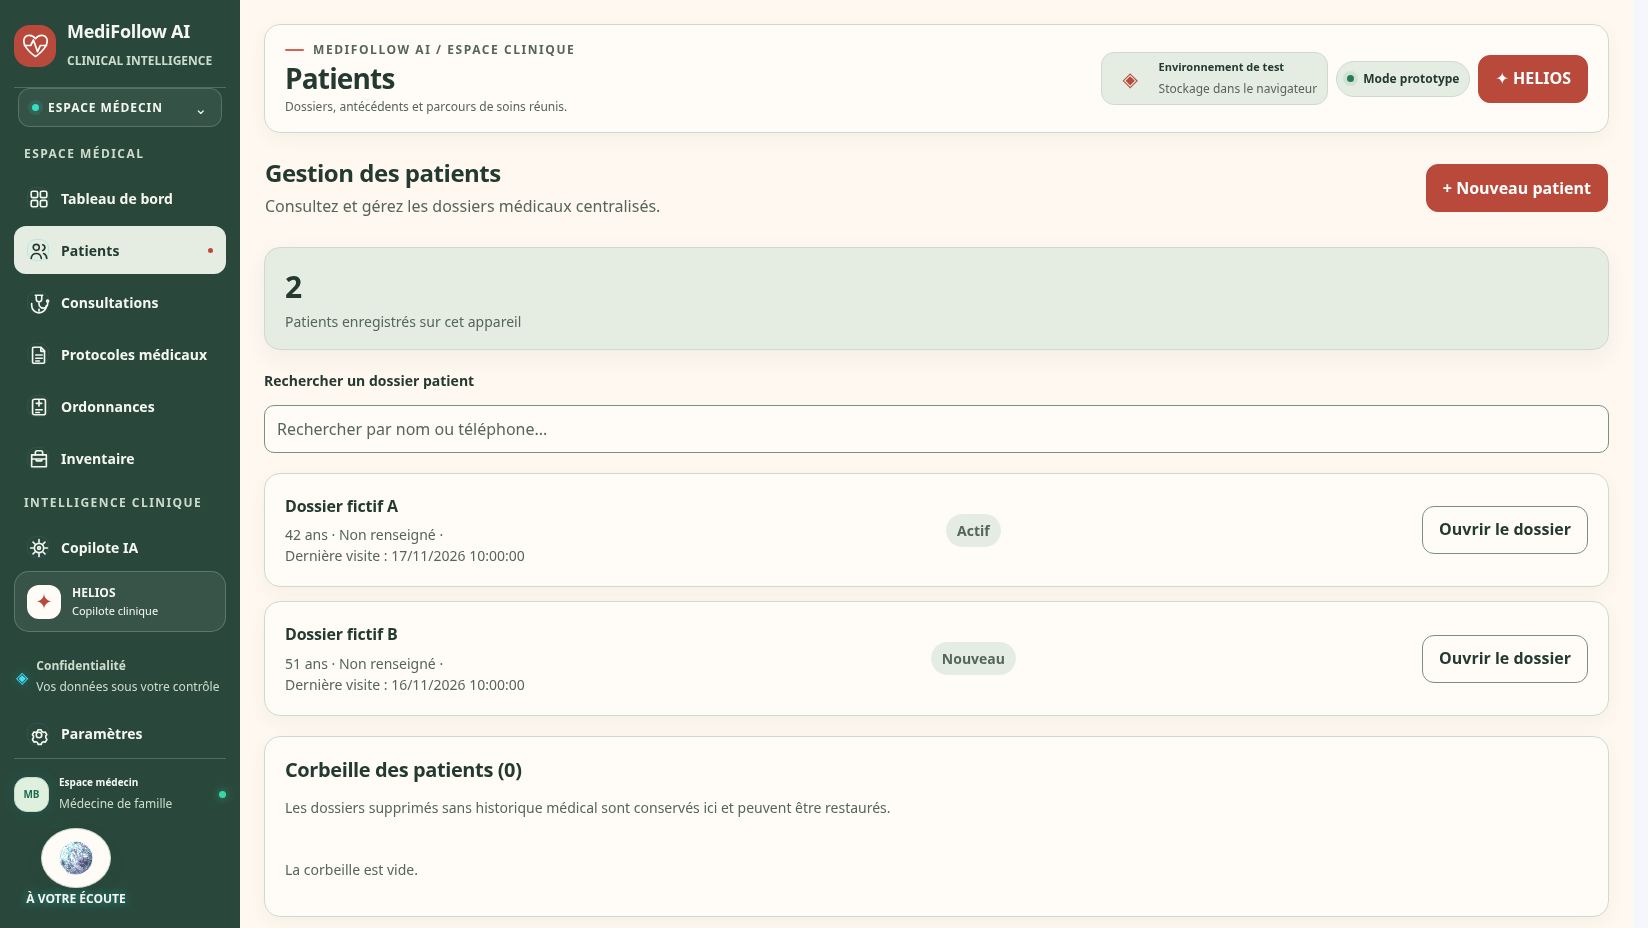 MediFollow AI
CLINICAL INTELLIGENCE
ESPACE MÉDECIN
ESPACE MÉDICAL
Tableau de bord
Patients
Consultations
Protocoles médicaux
Ordonnances
Inventaire
INTELLIGENCE CLINIQUE
Copilote IA
HELIOS
Copilote clinique
Confidentialité
Vos données sous votre contrôle
Paramètres
MB
Espace médecin
Médecine de famille
À VOTRE ÉCOUTE
MEDIFOLLOW AI / ESPACE CLINIQUE
Patients
Dossiers, antécédents et parcours de soins réunis.
Environnement de test
Stockage dans le navigateur
Mode prototype
✦ HELIOS
Gestion des patients
Consultez et gérez les dossiers médicaux centralisés.
+ Nouveau patient
2
Patients enregistrés sur cet appareil
Rechercher un dossier patient
Rechercher par nom ou téléphone...
Dossier fictif A
42 ans · Non renseigné ·
Dernière visite : 17/11/2026 10:00:00
Actif
Ouvrir le dossier
Dossier fictif B
51 ans · Non renseigné ·
Dernière visite : 16/11/2026 10:00:00
Nouveau
Ouvrir le dossier
Corbeille des patients (0)
Les dossiers supprimés sans historique médical sont conservés ici et peuvent être restaurés.
La corbeille est vide.